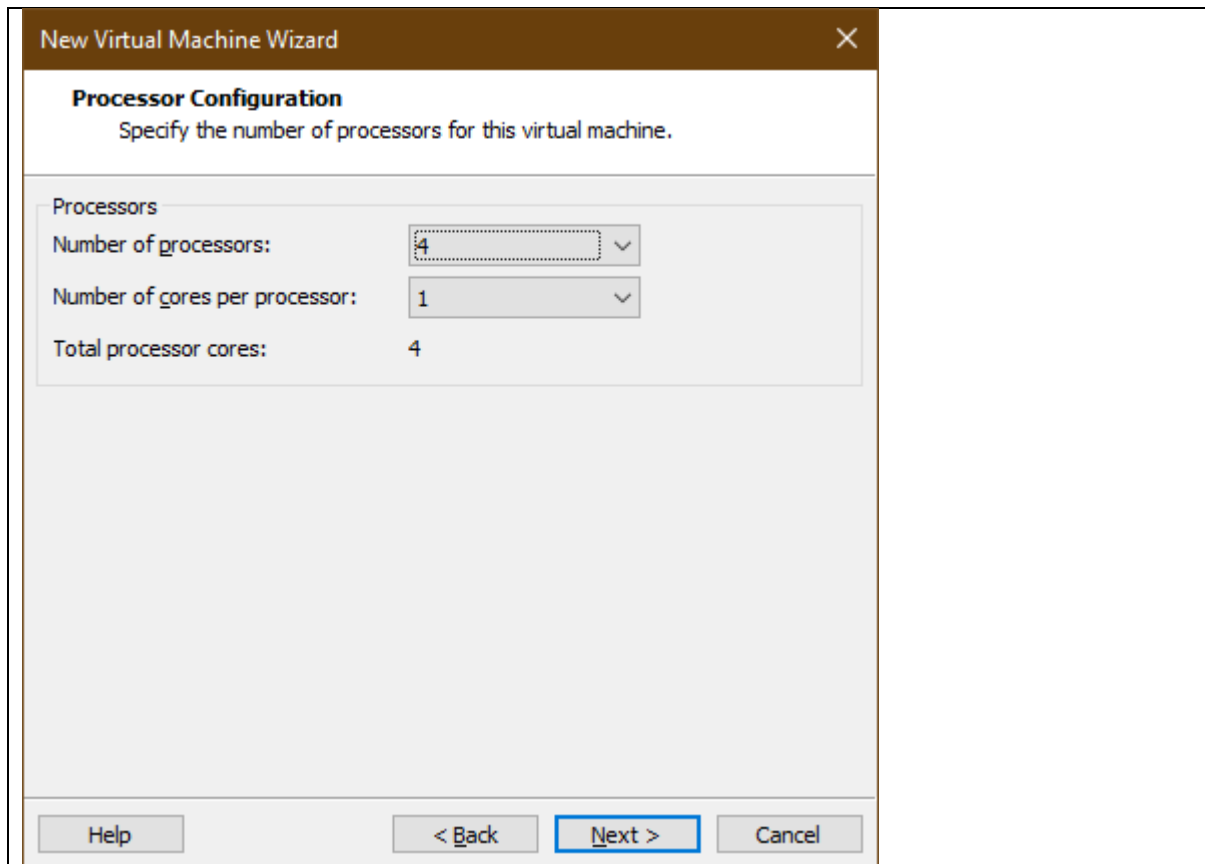 New Virtual Machine Wizard
Processor Configuration
Specify the number of processors for this virtual machine.
Processors
Number of processors: 4
Number of cores per processor: 1
Total processor cores: 4
Help < Back Next > Cancel